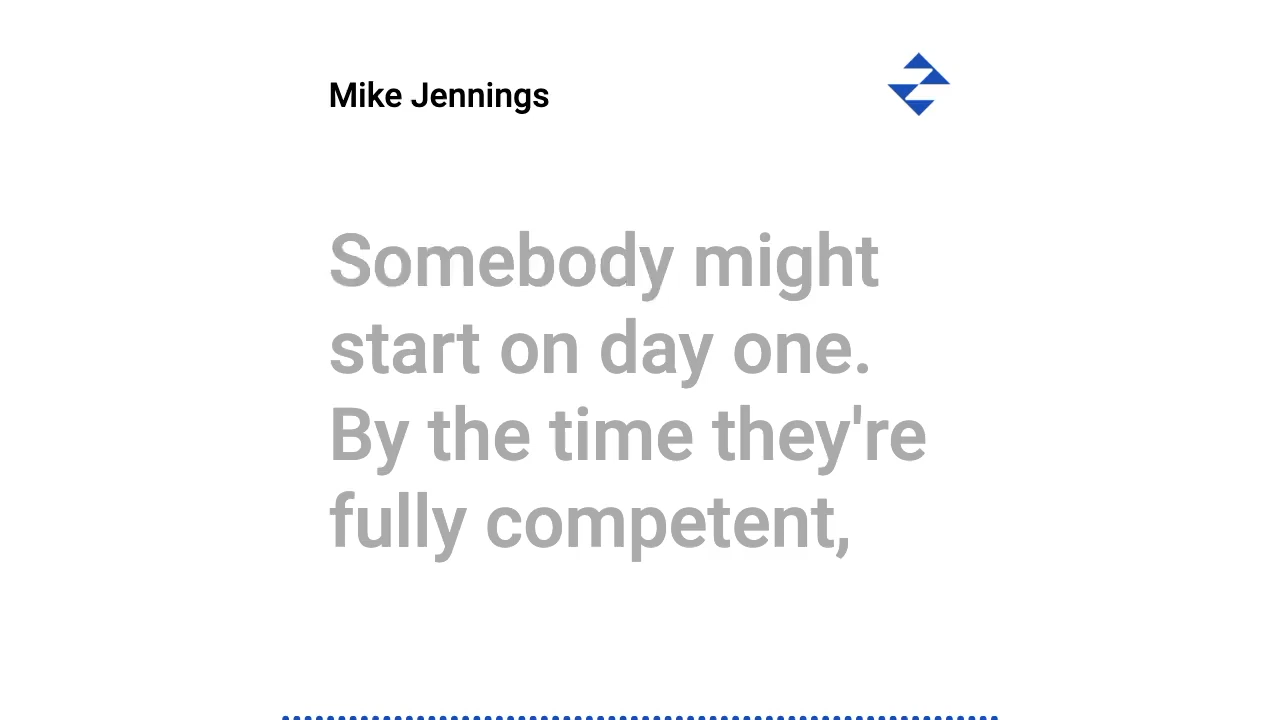 Mike Jennings
Somebody might
start on day one.
By the time they're
fully competent,